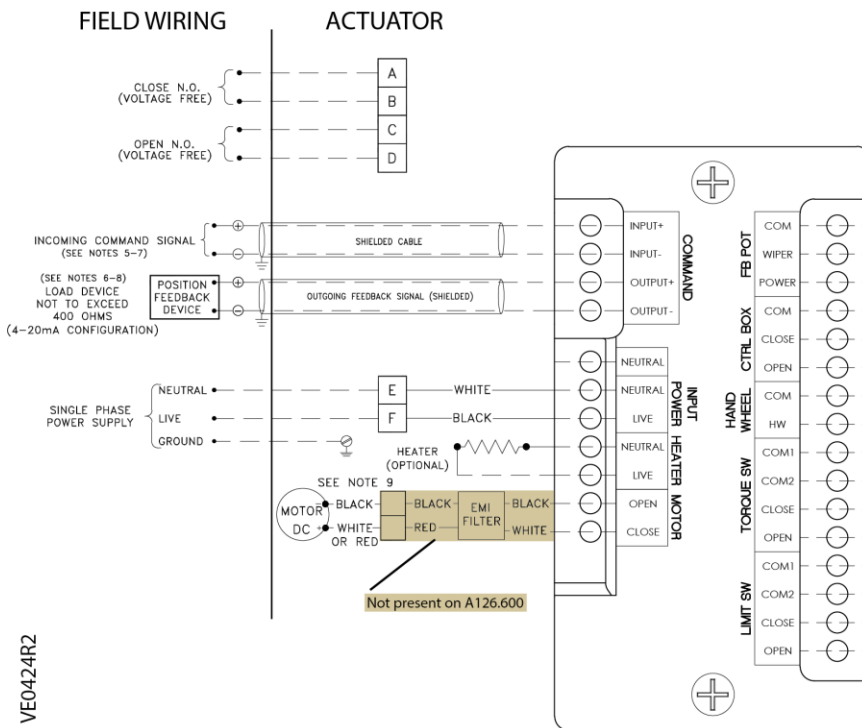 FIELD WIRING
ACTUATOR
CLOSE N.O.
(VOLTAGE FREE)
A
B
OPEN N.O.
(VOLTAGE FREE)
C
D
INCOMING COMMAND SIGNAL
(SEE NOTES 5-7)
+
-
SHIELDED CABLE
(SEE NOTES 6-8)
LOAD DEVICE
NOT TO EXCEED
400 OHMS
(4-20mA CONFIGURATION)
POSITION
FEEDBACK
DEVICE
+
-
OUTGOING FEEDBACK SIGNAL (SHIELDED)
SINGLE PHASE
POWER SUPPLY
NEUTRAL
LIVE
GROUND
E
F
WHITE
BLACK
HEATER
(OPTIONAL)
SEE NOTE 9
MOTOR
DC +
BLACK
WHITE
OR RED
BLACK
RED
EMI
FILTER
BLACK
WHITE
Not present on A126.600
INPUT+
INPUT-
OUTPUT+
OUTPUT-
COMMAND
NEUTRAL
NEUTRAL
LIVE
INPUT
POWER
NEUTRAL
LIVE
HEATER
OPEN
CLOSE
MOTOR
FB POT
COM
WIPER
POWER
CTRL BOX
COM
CLOSE
OPEN
HAND
WHEEL
COM
HW
TORQUE SW
COM1
COM2
CLOSE
OPEN
LIMIT SW
COM1
COM2
CLOSE
OPEN
VE0424R2